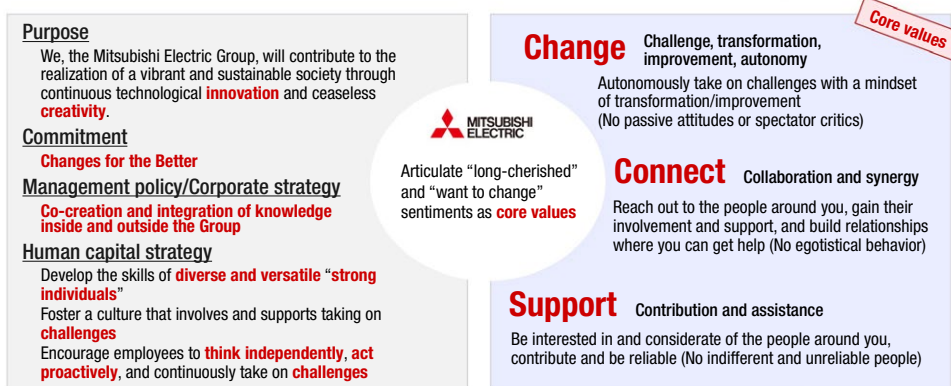 Purpose
We, the Mitsubishi Electric Group, will contribute to the
realization of a vibrant and sustainable society through
continuous technological innovation and ceaseless
creativity.
Commitment
Changes for the Better
Management policy/Corporate strategy
Co-creation and integration of knowledge
inside and outside the Group
Human capital strategy
Develop the skills of diverse and versatile “strong
individuals”
Foster a culture that involves and supports taking on
challenges
Encourage employees to think independently, act
proactively, and continuously take on challenges
MITSUBISHI
ELECTRIC
Articulate “long-cherished”
and “want to change”
sentiments as core values
Core values
Change Challenge, transformation,
improvement, autonomy
Autonomously take on challenges with a mindset
of transformation/improvement
(No passive attitudes or spectator critics)
Connect Collaboration and synergy
Reach out to the people around you, gain their
involvement and support, and build relationships
where you can get help (No egotistical behavior)
Support Contribution and assistance
Be interested in and considerate of the people around you,
contribute and be reliable (No indifferent and unreliable people)